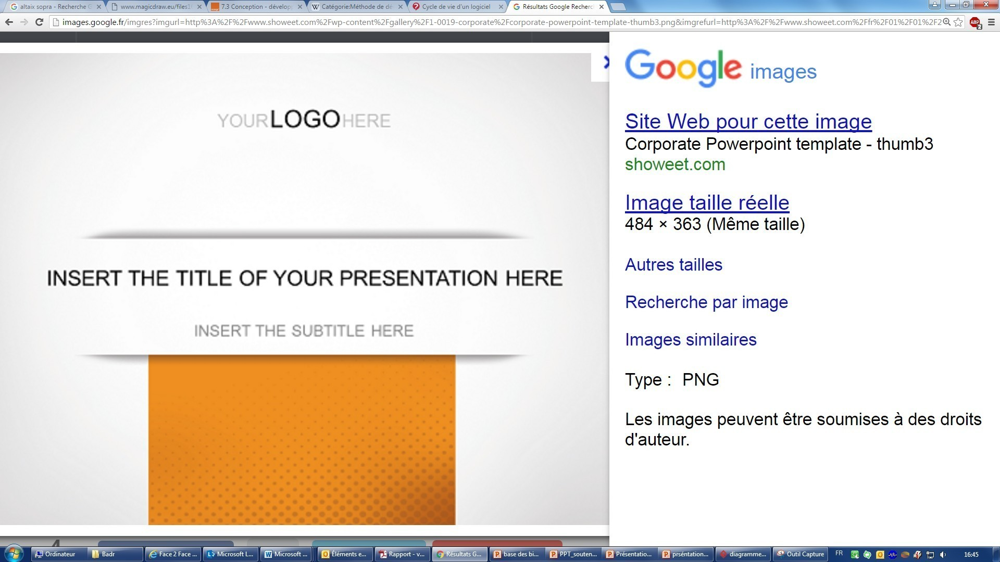 altaix sopra - Recherche G
www.magicdraw.eu/files1
7.3 Conception - développ
Catégorie:Méthode de dé
Cycle de vie d'un logiciel
Résultats Google Recherc
images.google.fr/imgres?imgurl=http%3A%2F%2Fwww.showeet.com%2Fwp-content%2Fgallery%2F1-0019-corporate%2Fcorporate-powerpoint-template-thumb3.png&imgrefurl=http%3A%2F%2Fwww.showeet.com%2Ffr%2F01%2F01%2F2
ABP
2
YOURLOGOHERE
INSERT THE TITLE OF YOUR PRESENTATION HERE
INSERT THE SUBTITLE HERE
Google images
Site Web pour cette image
Corporate Powerpoint template - thumb3
showeet.com
Image taille réelle
484 × 363 (Même taille)
Autres tailles
Recherche par image
Images similaires
Type : PNG
Les images peuvent être soumises à des droits
d'auteur.
Ordinateur
Badr
Face 2 Face ...
Microsoft L...
Microsoft ...
Éléments e...
Rapport - v...
Résultats G...
base des bi...
PPT_souten...
Présentatio...
prséntation...
diagramme...
Outil Capture
FR
16:45